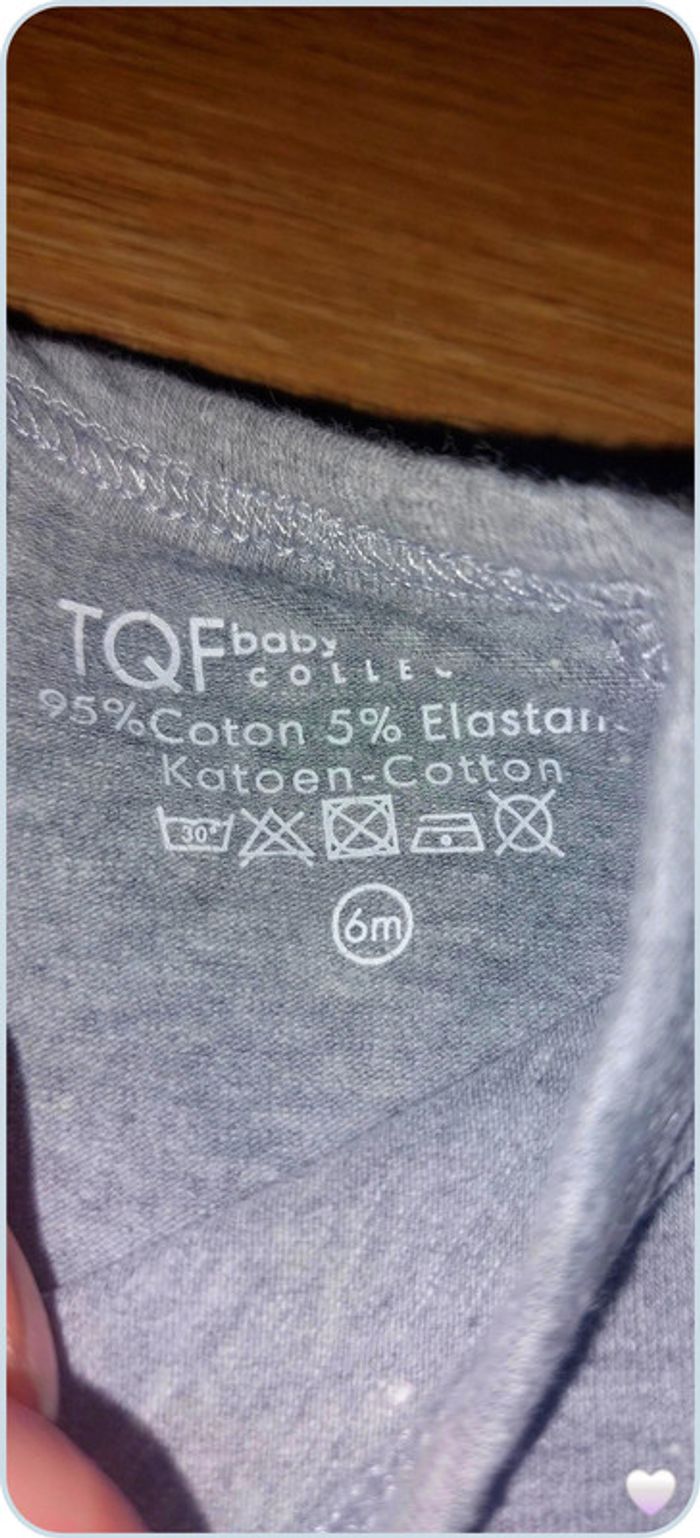 TQF baby
COLLE
95%Coton 5% Elastan
Katoen-Cotton
30°
6m